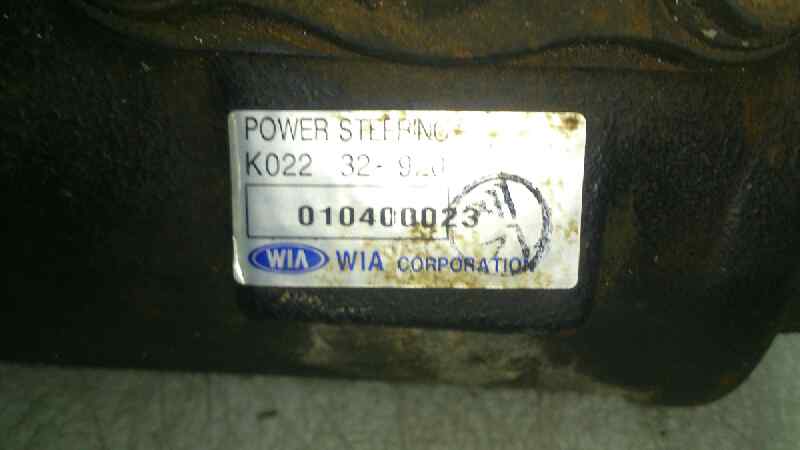 POWER STEERING
K022 32-
010400023
WIA WIA CORPORATION